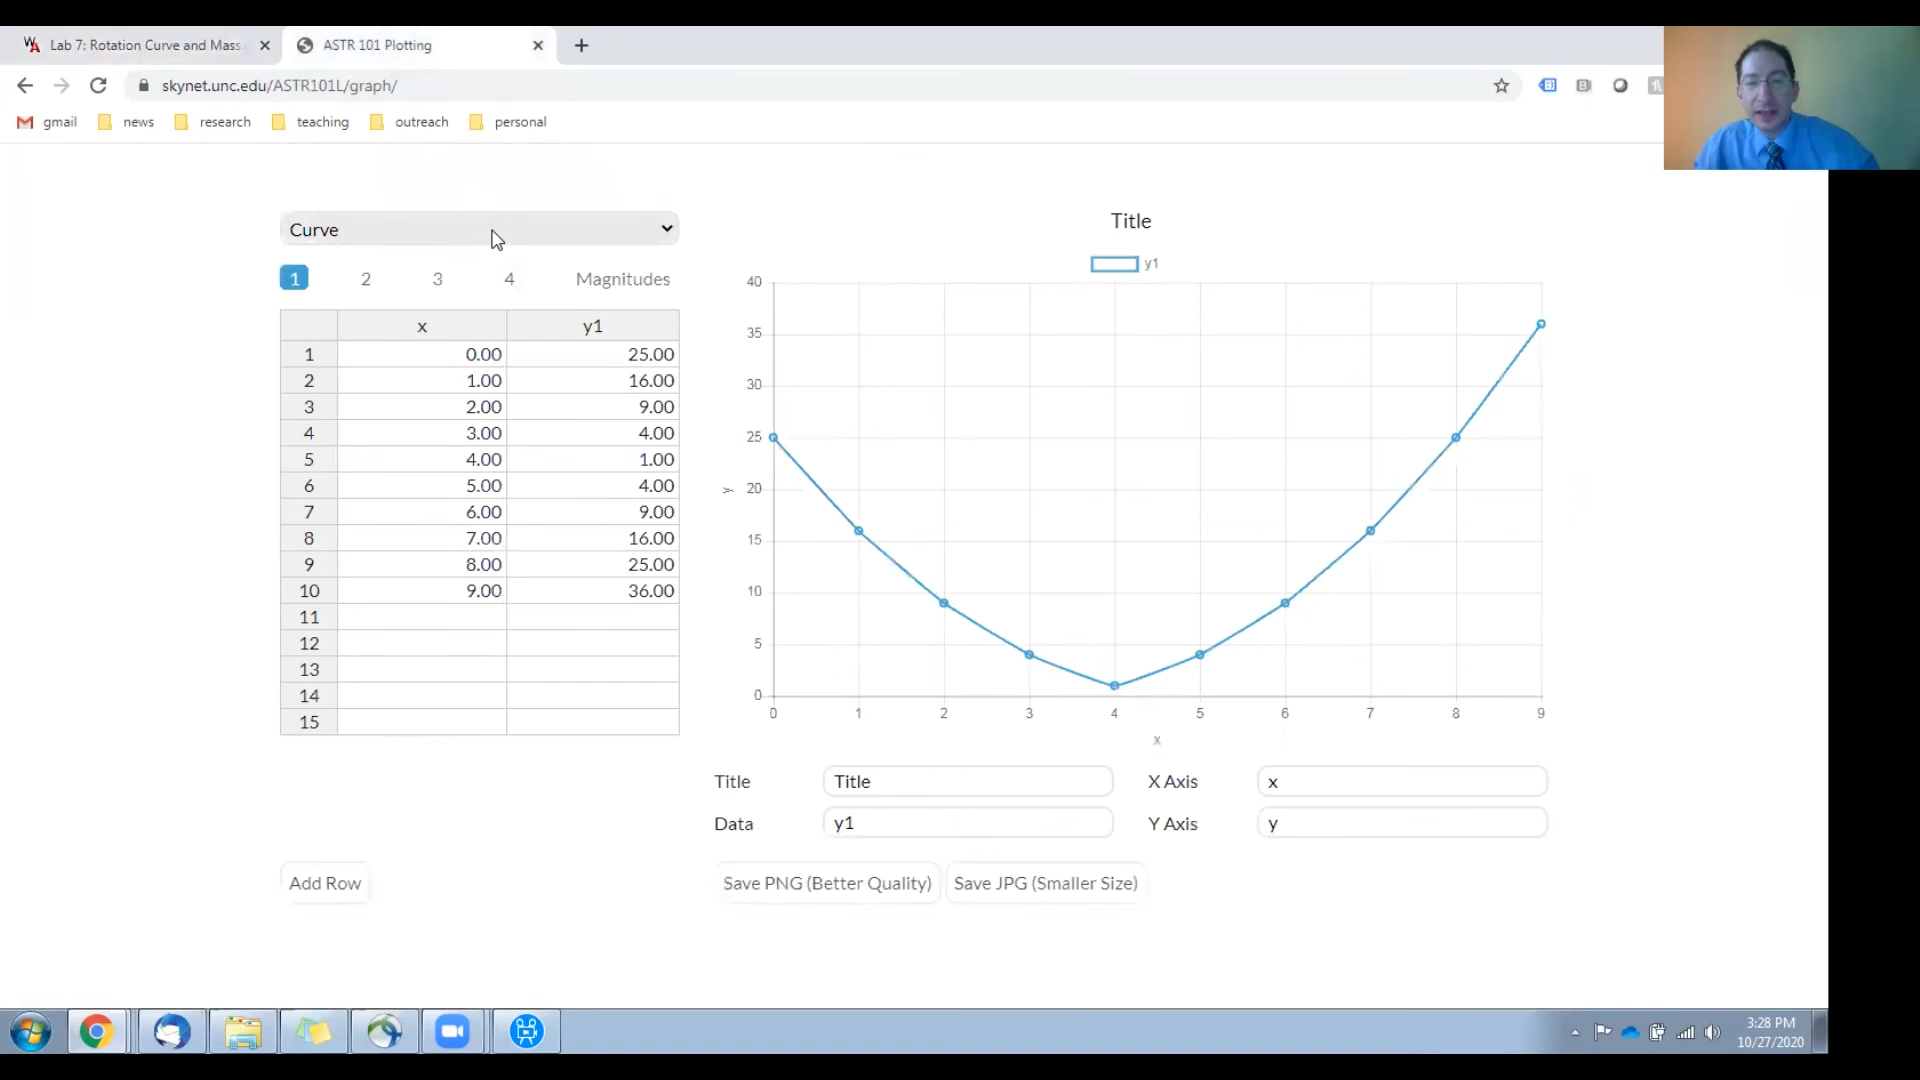 Lab 7: Rotation Curve and Mass
ASTR 101 Plotting
skynet.unc.edu/ASTR101L/graph/
gmail news research teaching outreach personal
Curve
1 2 3 4 Magnitudes
x y1
1 0.00 25.00
2 1.00 16.00
3 2.00 9.00
4 3.00 4.00
5 4.00 1.00
6 5.00 4.00
7 6.00 9.00
8 7.00 16.00
9 8.00 25.00
10 9.00 36.00
11
12
13
14
15
Add Row
Title
y1
40
35
30
25
20
15
10
5
0
y
0 1 2 3 4 5 6 7 8 9
x
Title Title X Axis x
Data y1 Y Axis y
Save PNG (Better Quality) Save JPG (Smaller Size)
3:28 PM
10/27/2020